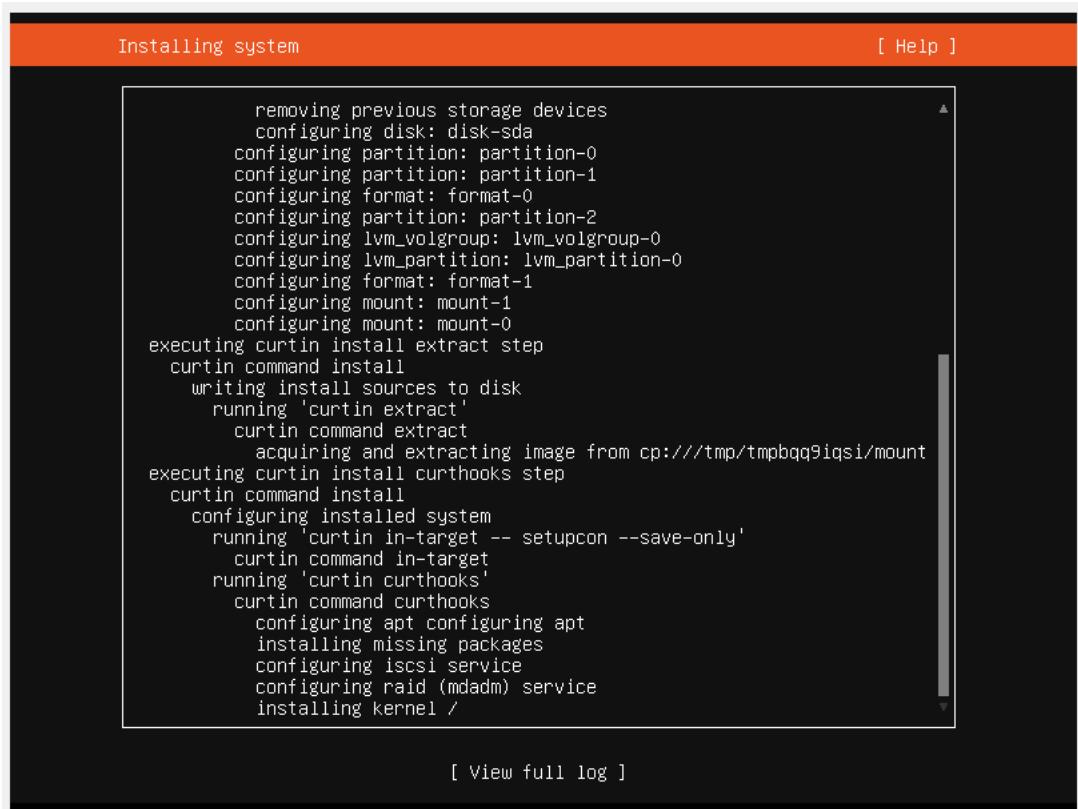 Installing system [ Help ]
removing previous storage devices
configuring disk: disk-sda
configuring partition: partition-0
configuring partition: partition-1
configuring format: format-0
configuring partition: partition-2
configuring lvm_volgroup: lvm_volgroup-0
configuring lvm_partition: lvm_partition-0
configuring format: format-1
configuring mount: mount-1
configuring mount: mount-0
executing curtin install extract step
curtin command install
writing install sources to disk
running 'curtin extract'
curtin command extract
acquiring and extracting image from cp:///tmp/tmpbqq9iqsi/mount
executing curtin install curthooks step
curtin command install
configuring installed system
running 'curtin in-target -- setupcon --save-only'
curtin command in-target
running 'curtin curthooks'
curtin command curthooks
configuring apt configuring apt
installing missing packages
configuring iscsi service
configuring raid (mdadm) service
installing kernel /
[ View full log ]